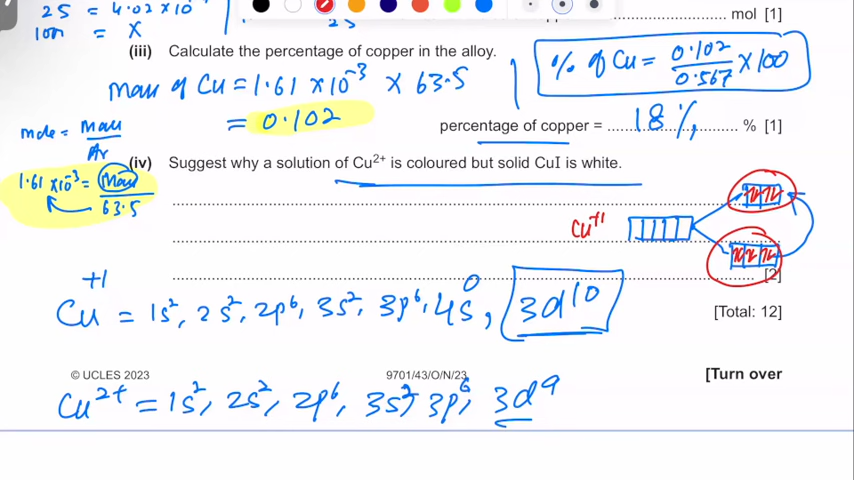 25 = 4.02 × 10
100 = x
25
mol [1]
(iii) Calculate the percentage of copper in the alloy.
Mass of Cu = 1.61 × 10⁻³ × 63.5
= 0.102
% of Cu = 0.102 / 0.567 × 100
percentage of copper = 18% % [1]
mole = Mass / Ar
1.61 × 10⁻³ = Mass / 63.5
(iv) Suggest why a solution of Cu²⁺ is coloured but solid CuI is white.
Cu⁺¹
[2]
Cu⁺¹ = 1s², 2s², 2p⁶, 3s², 3p⁶, 4s⁰, 3d¹⁰
[Total: 12]
© UCLES 2023 9701/43/O/N/23 [Turn over
Cu²⁺ = 1s², 2s², 2p⁶, 3s², 3p⁶, 3d⁹